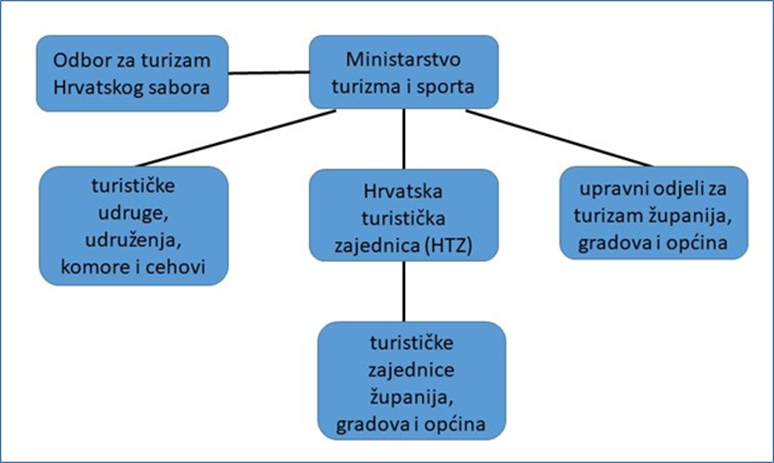 Odbor za turizam
Hrvatskog sabora
Ministarstvo
turizma i sporta
turističke
udruge,
udruženja,
komore i cehovi
Hrvatska
turistička
zajednica (HTZ)
upravni odjeli za
turizam županija,
gradova i općina
turističke
zajednice
županija,
gradova i općina